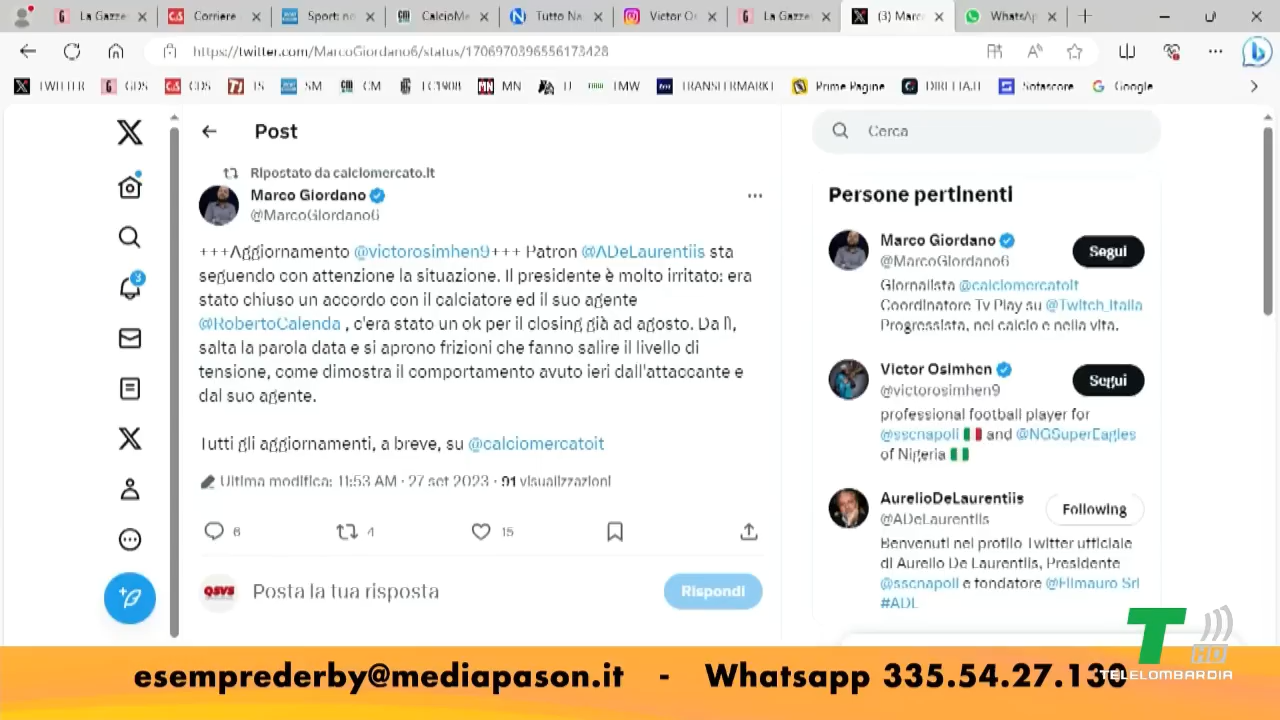 La Gazze
Corriere
Sport: ne
CalcioMe
Tutto Na
Victor Os
La Gazze
(3) Marc
WhatsAp
https://twitter.com/MarcoGiordano6/status/1706970396556173428
TWITTER GDS CDS TS SM CM TC1908 MN TJ TMW TRANSFERMARKT Prime Pagine DIRETTA.IT Sofascore Google
Post
Cerca
Ripostato da calciomercato.it
Marco Giordano
@MarcoGiordano6
+++Aggiornamento @victorosimhen9+++ Patron @ADeLaurentiis sta
seguendo con attenzione la situazione. Il presidente è molto irritato: era
stato chiuso un accordo con il calciatore ed il suo agente
@RobertoCalenda , c'era stato un ok per il closing già ad agosto. Da lì,
salta la parola data e si aprono frizioni che fanno salire il livello di
tensione, come dimostra il comportamento avuto ieri dall'attaccante e
dal suo agente.
Tutti gli aggiornamenti, a breve, su @calciomercatoit
Ultima modifica: 11:53 AM · 27 set 2023 · 91 visualizzazioni
6 4 15
QSVS
Posta la tua risposta
Rispondi
3
Persone pertinenti
Marco Giordano
@MarcoGiordano6
Segui
Giornalista @calciomercatoit
Coordinatore Tv Play su @Twitch_Italia
Progressista, nel calcio e nella vita.
Victor Osimhen
@victorosimhen9
Segui
professional football player for
@sscnapoli and @NGSuperEagles
of Nigeria
AurelioDeLaurentiis
@ADeLaurentiis
Following
Benvenuti nel profilo Twitter ufficiale
di Aurelio De Laurentiis, Presidente
@sscnapoli e fondatore @Filmauro Srl
#ADL
T HD
TELELOMBARDIA
esemprederby@mediapason.it - Whatsapp 335.54.27.130